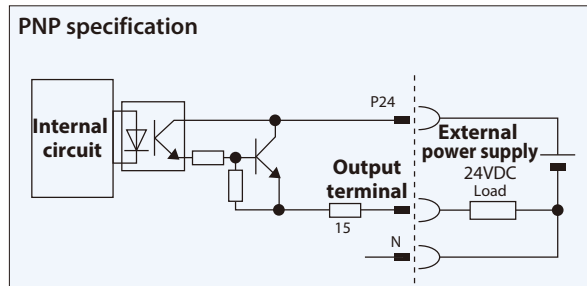 PNP specification
P24
Internal
circuit
External
power supply
Output
terminal
24VDC
Load
15
N